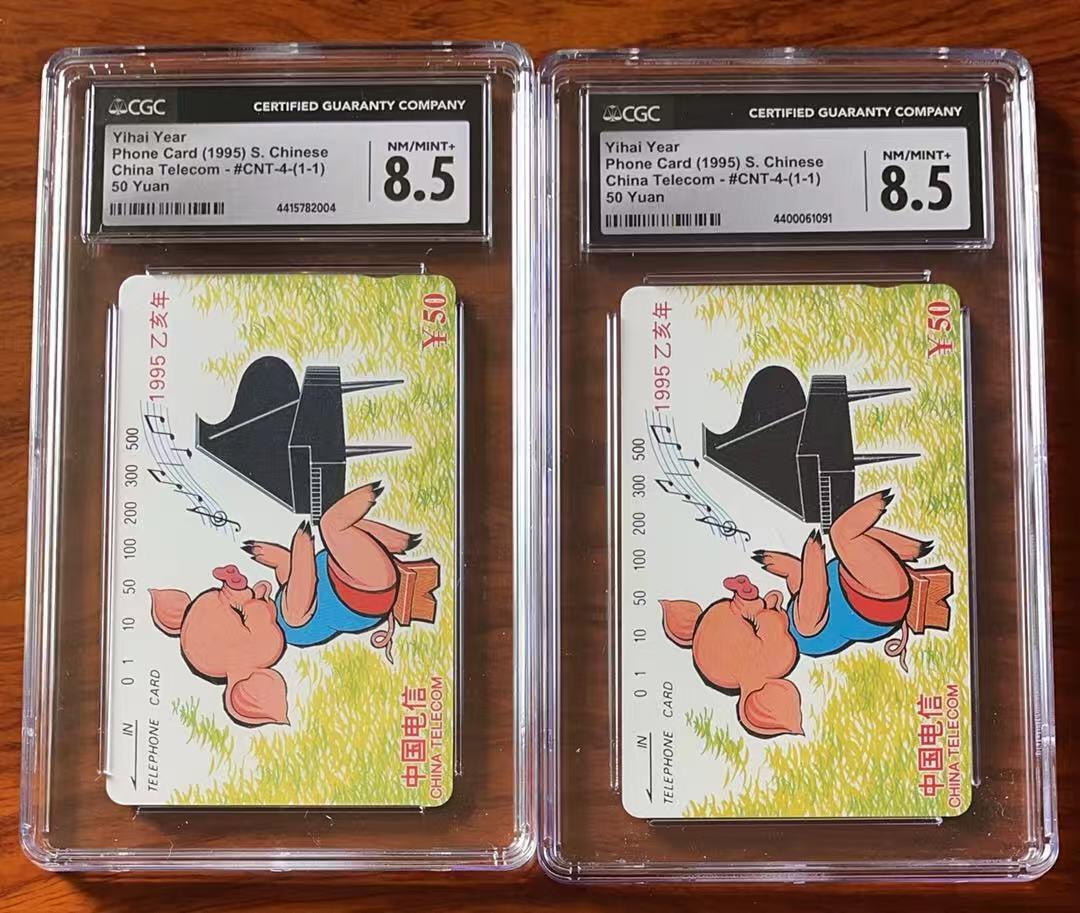 CGC
CERTIFIED GUARANTY COMPANY
Yihai Year
Phone Card (1995) S. Chinese
China Telecom - #CNT-4-(1-1)
50 Yuan
4415782004
NM/MINT+
8.5
1995 乙亥年
¥50
IN 0 1 10 50 100 200 300 500
TELEPHONE CARD
中国电信
CHINA TELECOM
CGC
CERTIFIED GUARANTY COMPANY
Yihai Year
Phone Card (1995) S. Chinese
China Telecom - #CNT-4-(1-1)
50 Yuan
4400061091
NM/MINT+
8.5
1995 乙亥年
¥50
IN 0 1 10 50 100 200 300 500
TELEPHONE CARD
中国电信
CHINA TELECOM